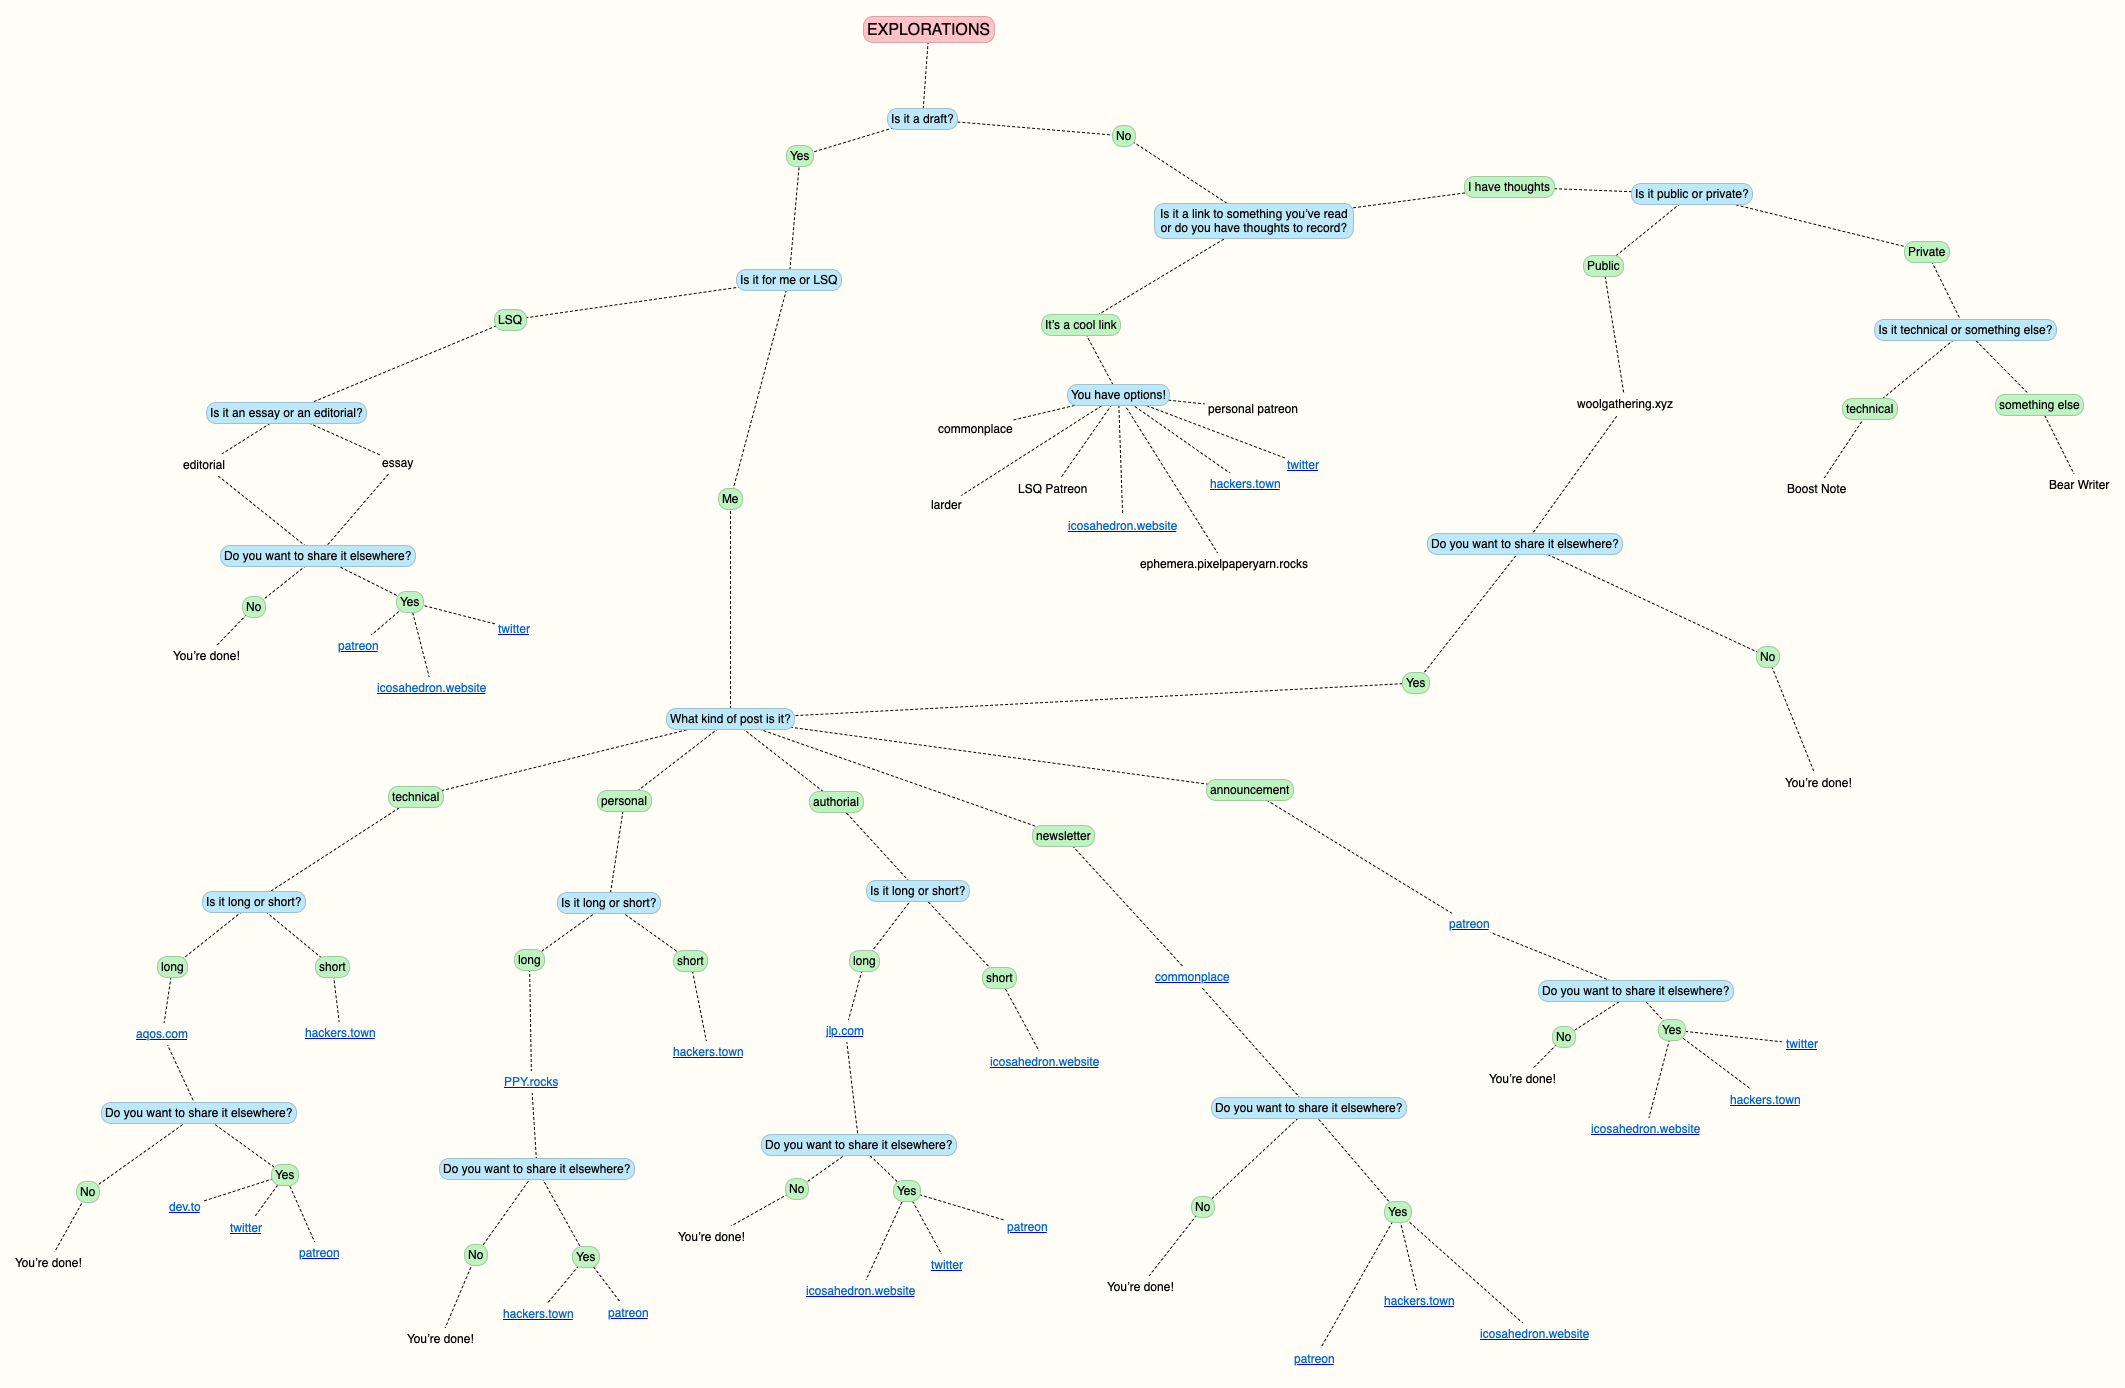 EXPLORATIONS
Is it a draft?
No
Yes
I have thoughts
Is it public or private?
Is it a link to something you’ve read
or do you have thoughts to record?
Private
Public
Is it for me or LSQ
LSQ
It’s a cool link
Is it technical or something else?
You have options!
personal patreon
commonplace
twitter
hackers.town
LSQ Patreon
larder
icosahedron.website
ephemera.pixelpaperyarn.rocks
woolgathering.xyz
technical
something else
Boost Note
Bear Writer
Is it an essay or an editorial?
editorial
essay
Me
Do you want to share it elsewhere?
No
Yes
twitter
patreon
You’re done!
icosahedron.website
Do you want to share it elsewhere?
No
Yes
You’re done!
What kind of post is it?
technical
personal
authorial
newsletter
announcement
Is it long or short?
long
short
aqos.com
hackers.town
Do you want to share it elsewhere?
No
Yes
dev.to
twitter
patreon
You’re done!
Is it long or short?
long
short
hackers.town
PPY.rocks
Do you want to share it elsewhere?
No
Yes
hackers.town
patreon
You’re done!
Is it long or short?
long
short
jlp.com
icosahedron.website
Do you want to share it elsewhere?
No
Yes
You’re done!
patreon
twitter
icosahedron.website
commonplace
Do you want to share it elsewhere?
No
Yes
You’re done!
hackers.town
icosahedron.website
patreon
patreon
Do you want to share it elsewhere?
No
Yes
twitter
You’re done!
hackers.town
icosahedron.website